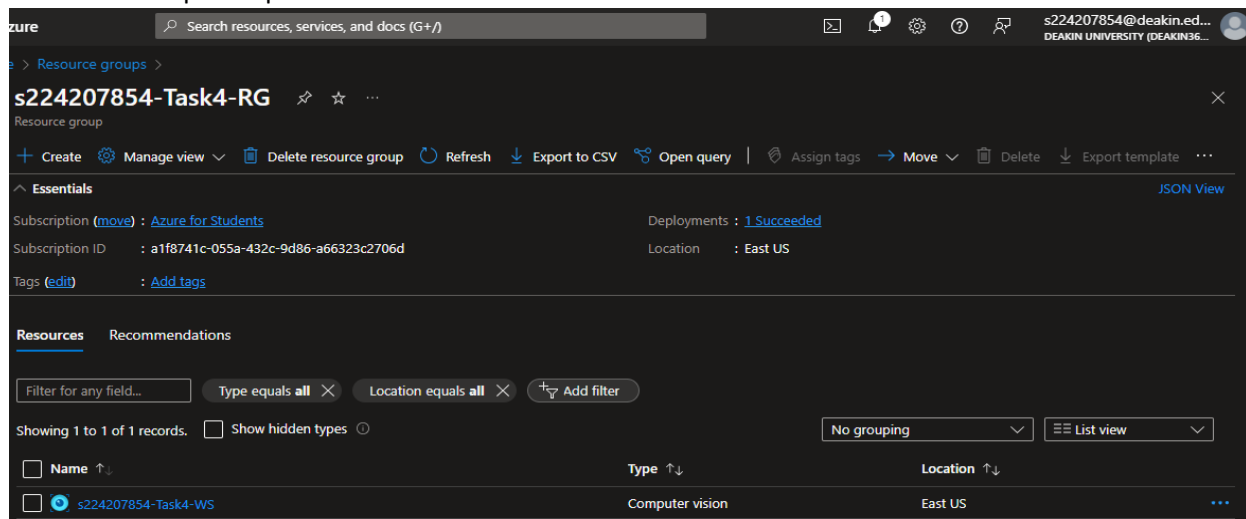 zure Search resources, services, and docs (G+/) 1 s224207854@deakin.ed...
DEAKIN UNIVERSITY (DEAKIN36...
e > Resource groups >
s224207854-Task4-RG ...
Resource group
+ Create Manage view Delete resource group Refresh Export to CSV Open query | Assign tags → Move Delete Export template ...
Essentials JSON View
Subscription (move) : Azure for Students Deployments : 1 Succeeded
Subscription ID : a1f8741c-055a-432c-9d86-a66323c2706d Location : East US
Tags (edit) : Add tags
Resources Recommendations
Filter for any field... Type equals all Location equals all Add filter
Showing 1 to 1 of 1 records. Show hidden types No grouping List view
Name ↑↓ Type ↑↓ Location ↑↓
s224207854-Task4-WS Computer vision East US ...